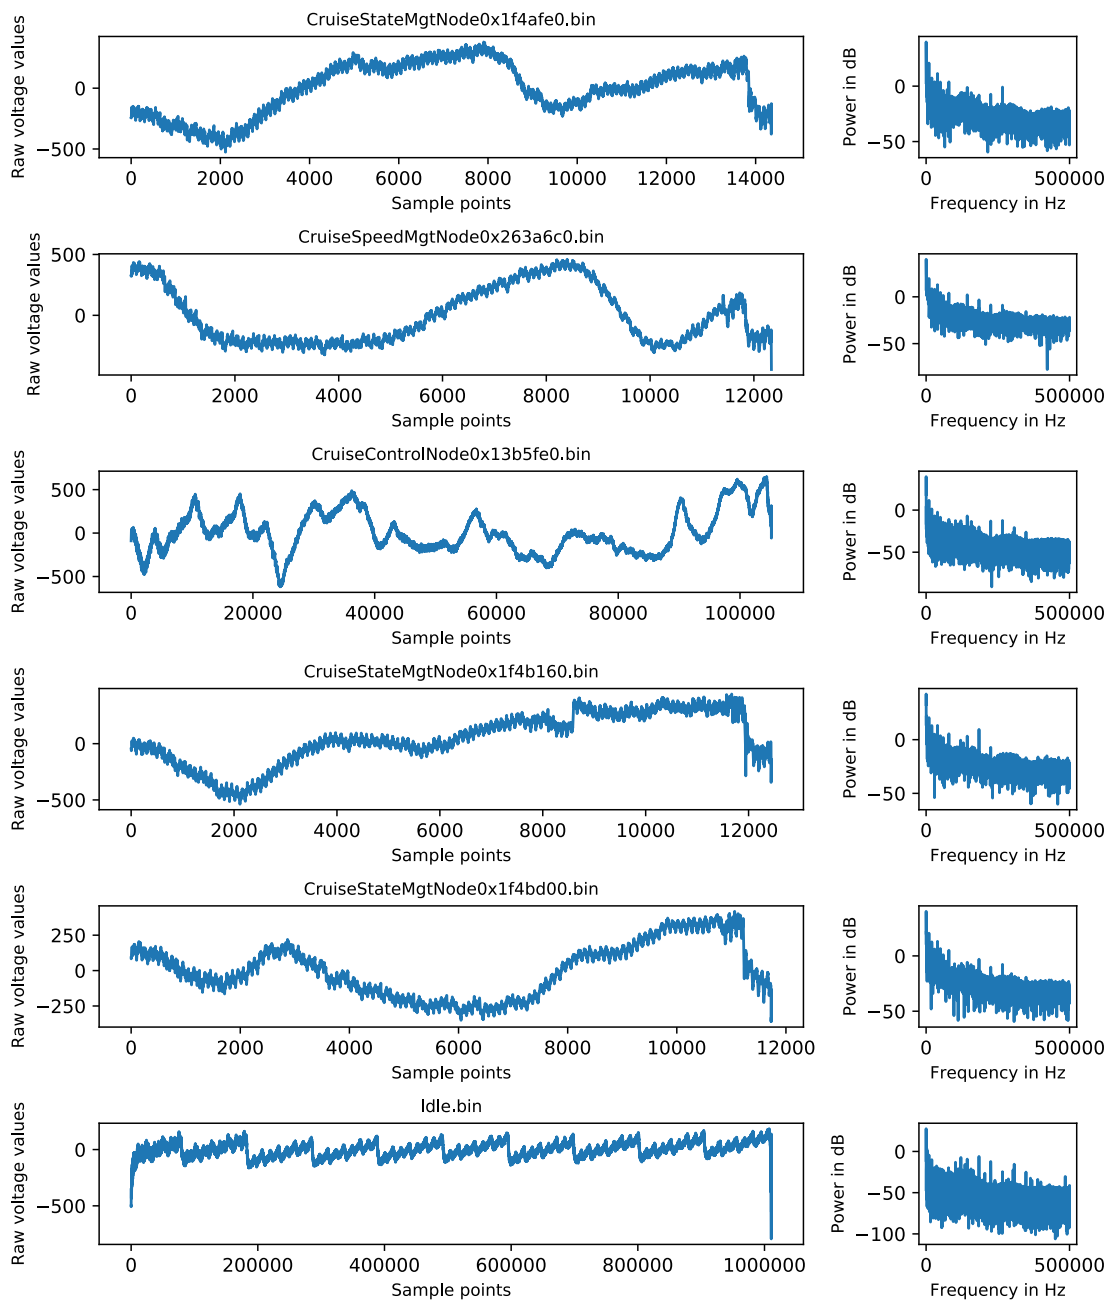 CruiseStateMgtNode0x1f4afe0.bin
Raw voltage values
0
−500
0 2000 4000 6000 8000 10000 12000 14000
Sample points
Power in dB
0
−50
0 500000
Frequency in Hz
CruiseSpeedMgtNode0x263a6c0.bin
Raw voltage values
500
0
0 2000 4000 6000 8000 10000 12000
Sample points
Power in dB
0
−50
0 500000
Frequency in Hz
CruiseControlNode0x13b5fe0.bin
Raw voltage values
500
0
−500
0 20000 40000 60000 80000 100000
Sample points
Power in dB
0
−50
0 500000
Frequency in Hz
CruiseStateMgtNode0x1f4b160.bin
Raw voltage values
0
−500
0 2000 4000 6000 8000 10000 12000
Sample points
Power in dB
0
−50
0 500000
Frequency in Hz
CruiseStateMgtNode0x1f4bd00.bin
Raw voltage values
250
0
−250
0 2000 4000 6000 8000 10000 12000
Sample points
Power in dB
0
−50
0 500000
Frequency in Hz
Idle.bin
Raw voltage values
0
−500
0 200000 400000 600000 800000 1000000
Sample points
Power in dB
0
−50
−100
0 500000
Frequency in Hz